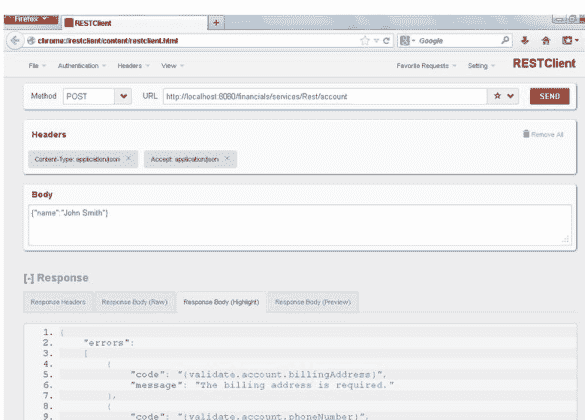 Firefox
RESTClient
+
chrome://restclient/content/restclient.html
Google
File Authentication Headers View Favorite Requests Setting RESTClient
Method POST URL http://localhost:8080/financials/services/Rest/account SEND
Headers Remove All
Content-Type: application/json × Accept: application/json ×
Body
{"name":"John Smith"}
[-] Response
Response Headers Response Body (Raw) Response Body (Highlight) Response Body (Preview)
1. {
2. "errors":
3. [
4. {
5. "code": "{validate.account.billingAddress}",
6. "message": "The billing address is required."
7. },
8. {
9. "code": "{validate.account.phoneNumber}",